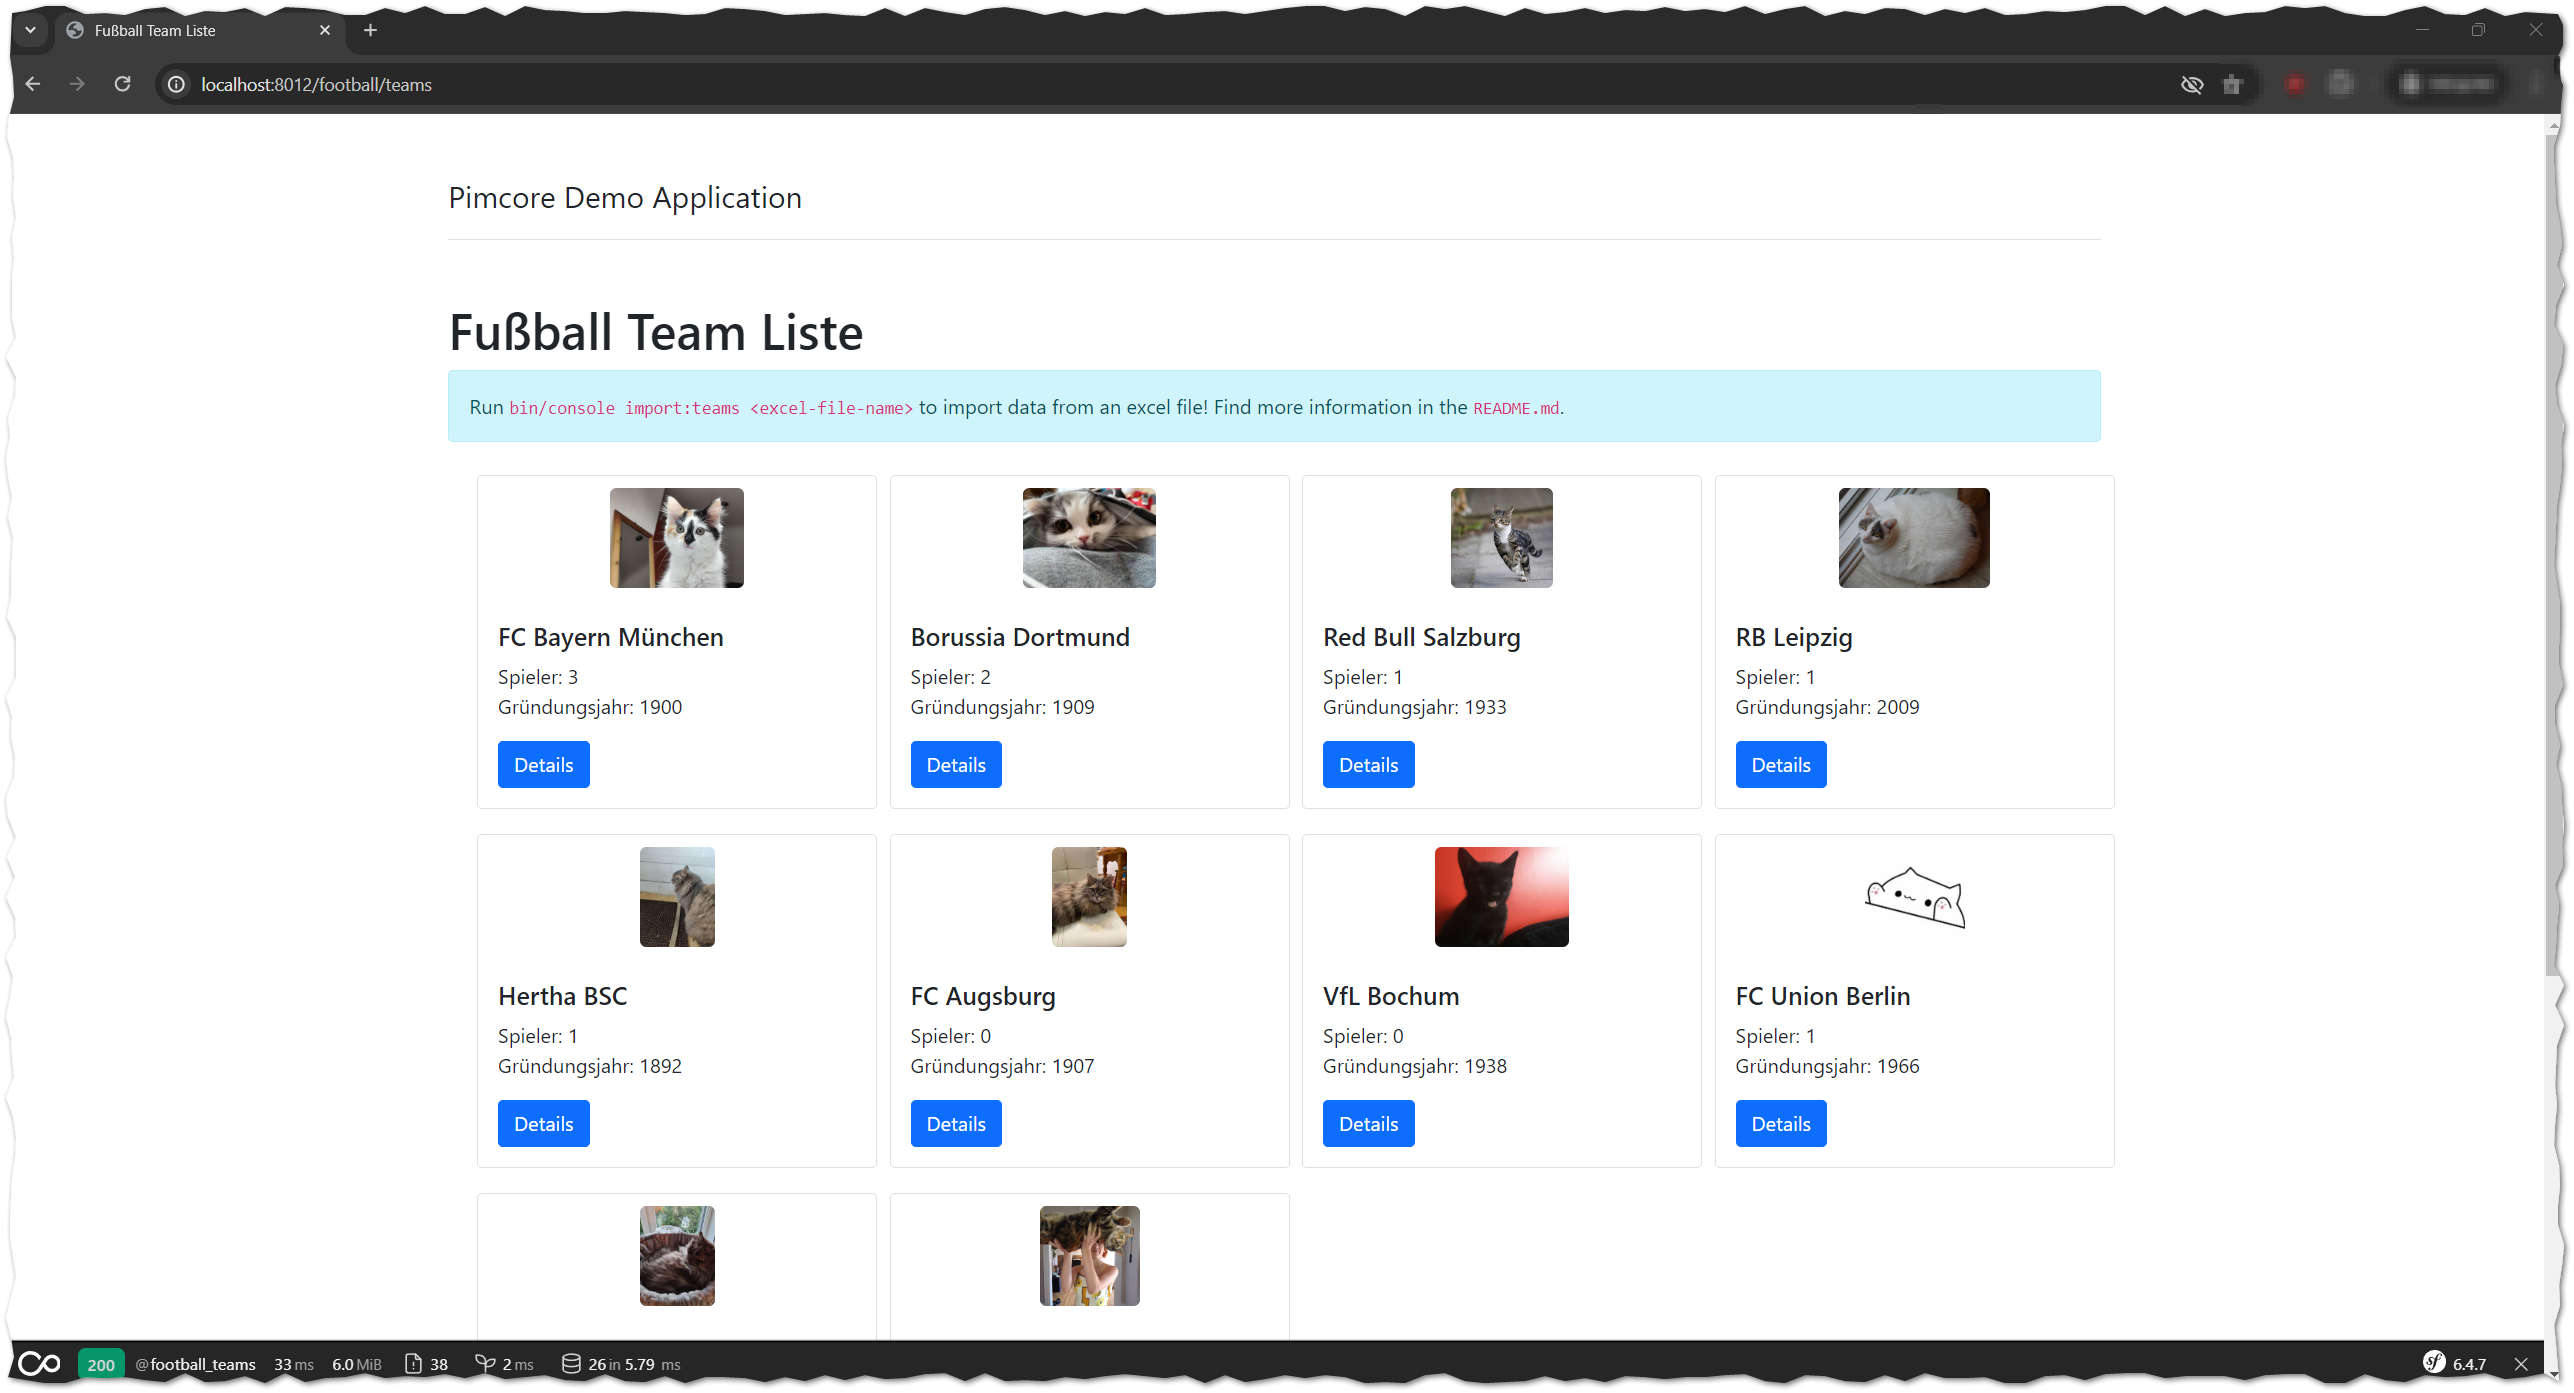 Fußball Team Liste
localhost:8012/football/teams
Pimcore Demo Application
Fußball Team Liste
Run bin/console import:teams <excel-file-name> to import data from an excel file! Find more information in the README.md.
FC Bayern München
Spieler: 3
Gründungsjahr: 1900
Details
Borussia Dortmund
Spieler: 2
Gründungsjahr: 1909
Details
Red Bull Salzburg
Spieler: 1
Gründungsjahr: 1933
Details
RB Leipzig
Spieler: 1
Gründungsjahr: 2009
Details
Hertha BSC
Spieler: 1
Gründungsjahr: 1892
Details
FC Augsburg
Spieler: 0
Gründungsjahr: 1907
Details
VfL Bochum
Spieler: 0
Gründungsjahr: 1938
Details
FC Union Berlin
Spieler: 1
Gründungsjahr: 1966
Details
200 @football_teams 33 ms 6.0 MiB 38 2 ms 26 in 5.79 ms sf 6.4.7